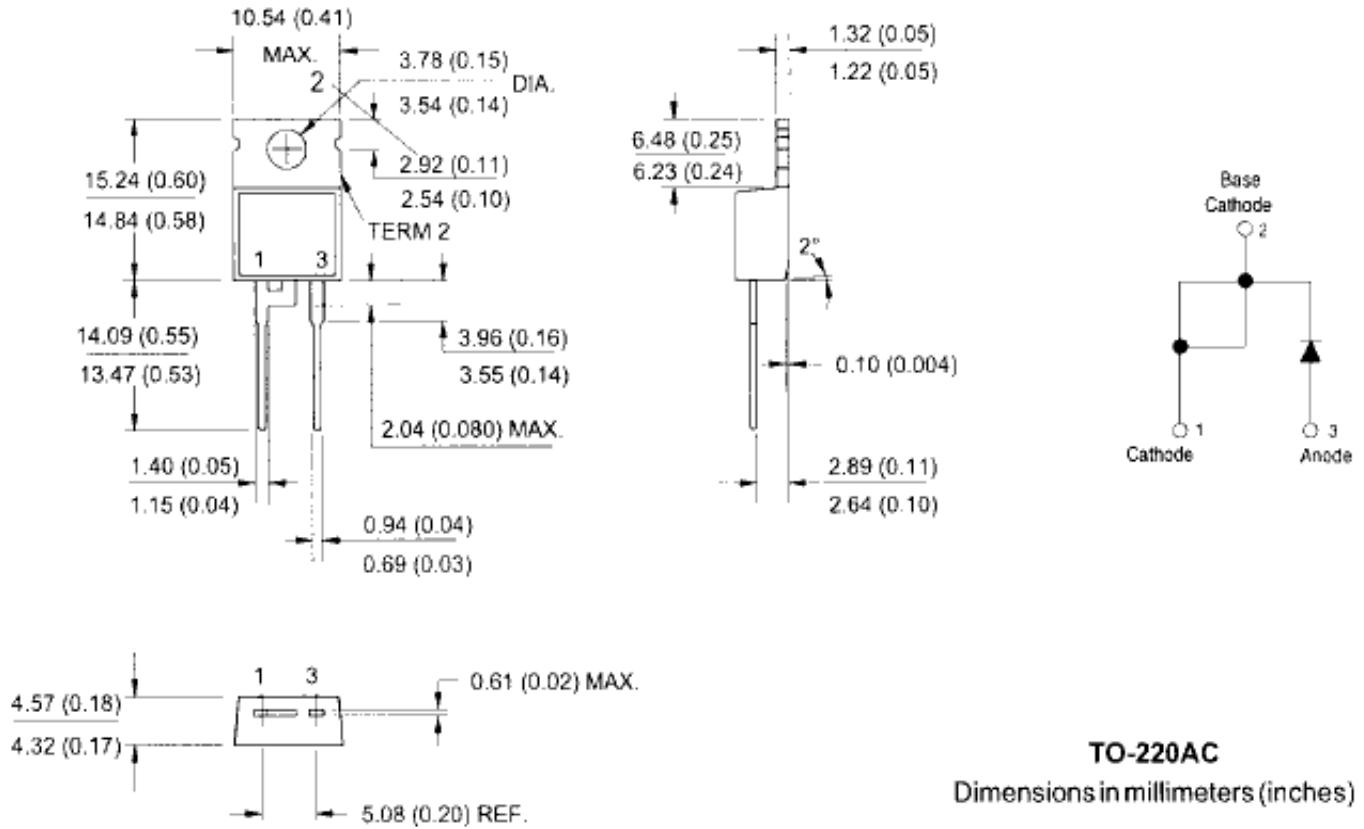 10.54 (0.41)
MAX.
2
3.78 (0.15)
3.54 (0.14)
DIA.
2.92 (0.11)
2.54 (0.10)
15.24 (0.60)
14.84 (0.58)
TERM 2
1 3
14.09 (0.55)
13.47 (0.53)
3.96 (0.16)
3.55 (0.14)
2.04 (0.080) MAX.
1.40 (0.05)
1.15 (0.04)
0.94 (0.04)
0.69 (0.03)
1.32 (0.05)
1.22 (0.05)
6.48 (0.25)
6.23 (0.24)
2°
0.10 (0.004)
2.89 (0.11)
2.64 (0.10)
Base
Cathode
2
1
Cathode
3
Anode
1 3
0.61 (0.02) MAX.
4.57 (0.18)
4.32 (0.17)
5.08 (0.20) REF.
TO-220AC
Dimensions in millimeters (inches)